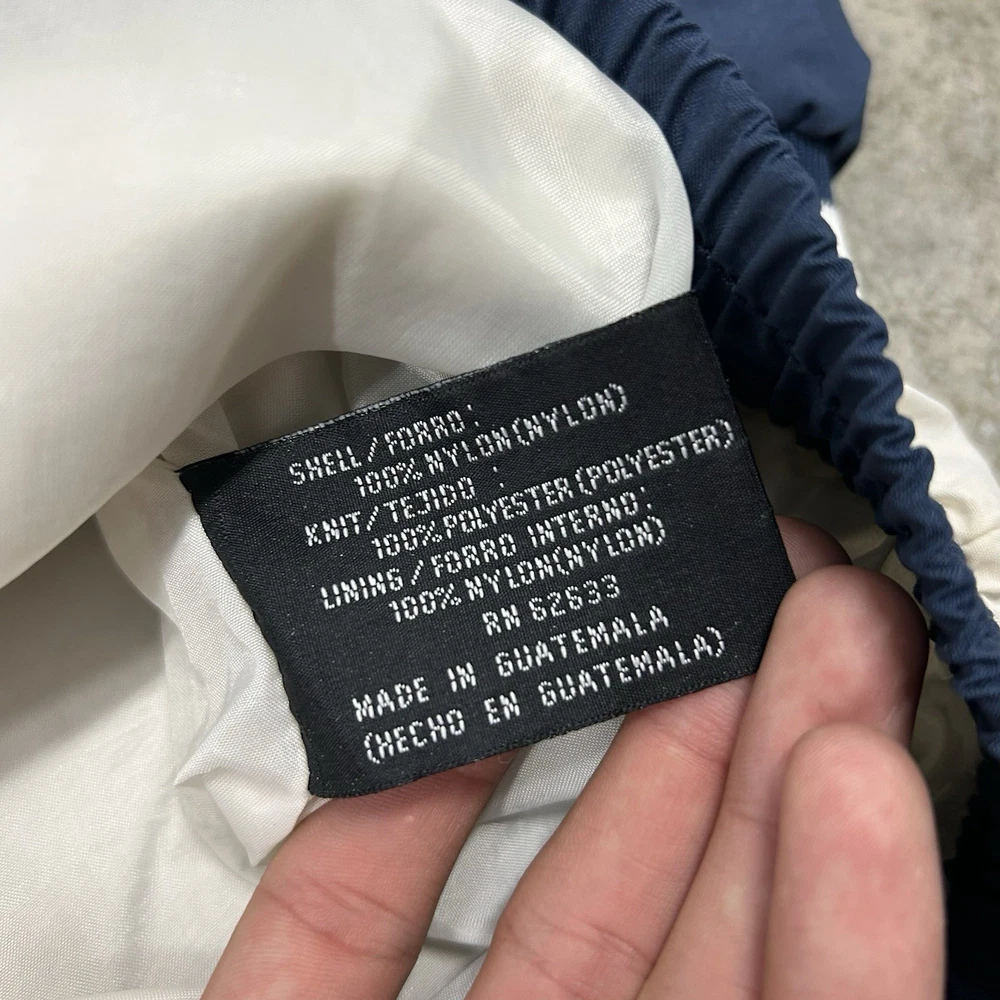 SHELL/FORRO:
100% NYLON(NYLON)
KNIT/TEJIDO :
100% POLYESTER(POLYESTER)
LINING/FORRO INTERNO:
100% NYLON(NYLON)
RN 62633
MADE IN GUATEMALA
(HECHO EN GUATEMALA)